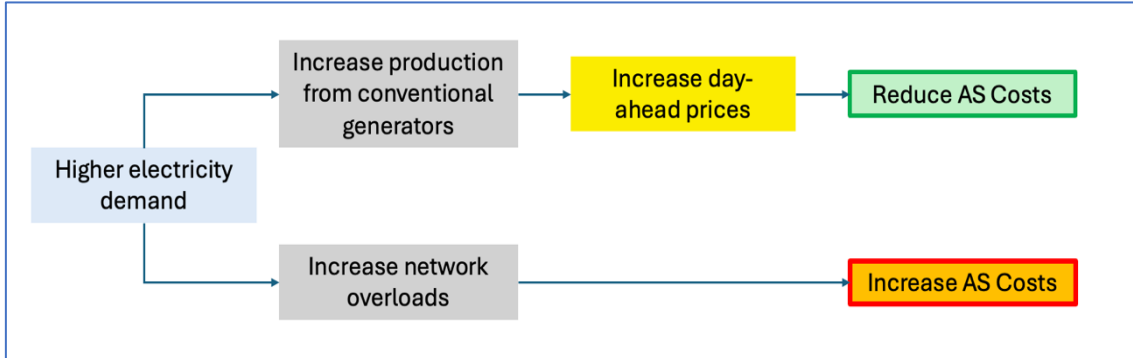 Increase production
from conventional
generators
Increase day-
ahead prices
Reduce AS Costs
Higher electricity
demand
Increase network
overloads
Increase AS Costs